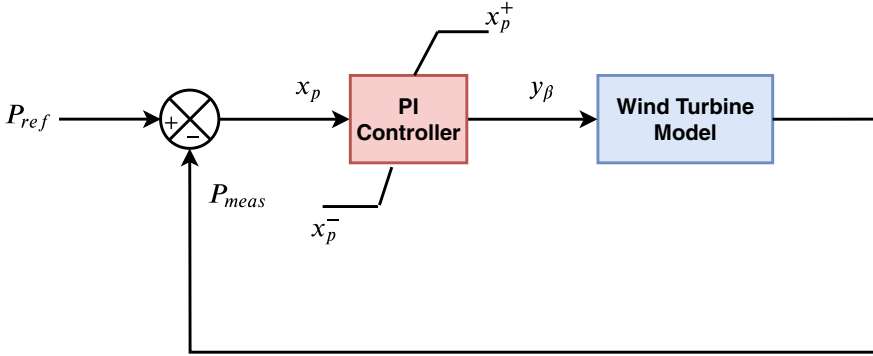 x_p^+
P_ref
+
−
x_p
PI
Controller
y_β
Wind Turbine
Model
P_meas
x_p^−